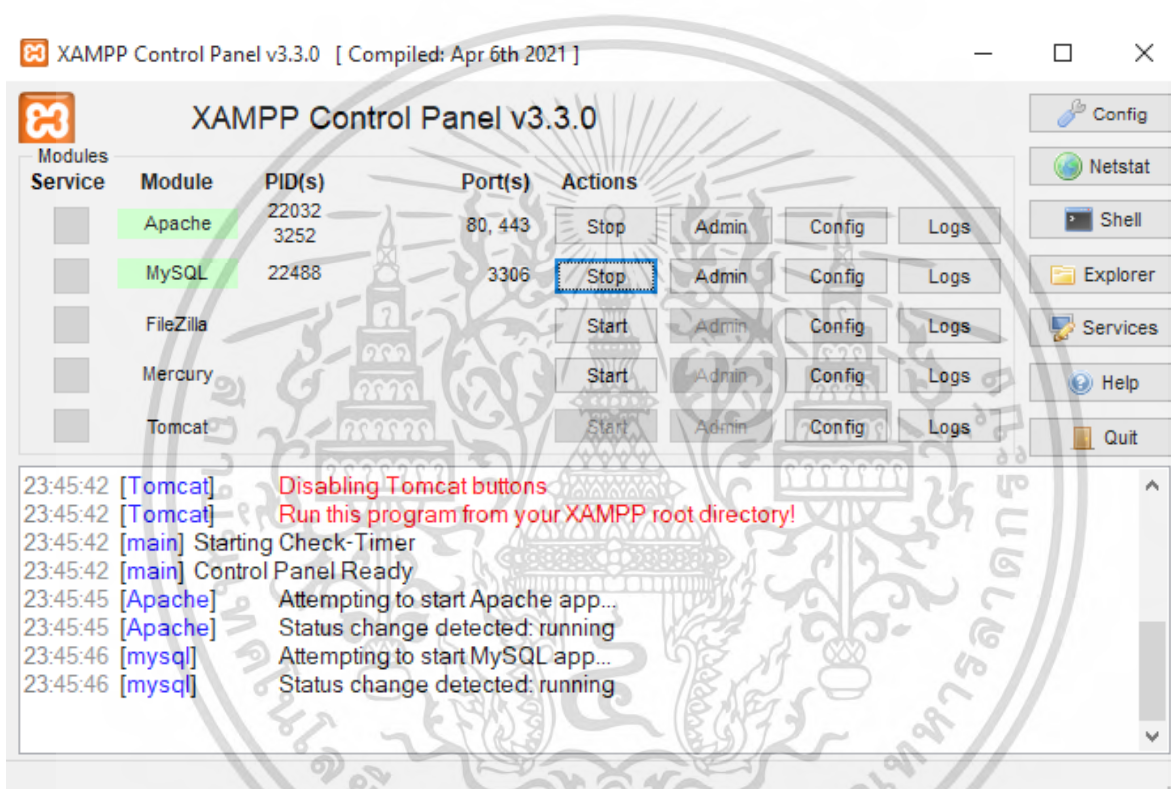 XAMPP Control Panel v3.3.0 [ Compiled: Apr 6th 2021 ]
XAMPP Control Panel v3.3.0
Config
Modules
Service Module PID(s) Port(s) Actions
Netstat
Apache 22032 3252 80, 443 Stop Admin Config Logs
Shell
MySQL 22488 3306 Stop Admin Config Logs
Explorer
FileZilla Start Admin Config Logs
Services
Mercury Start Admin Config Logs
Help
Tomcat Start Admin Config Logs
Quit
23:45:42 [Tomcat] Disabling Tomcat buttons
23:45:42 [Tomcat] Run this program from your XAMPP root directory!
23:45:42 [main] Starting Check-Timer
23:45:42 [main] Control Panel Ready
23:45:45 [Apache] Attempting to start Apache app...
23:45:45 [Apache] Status change detected: running
23:45:46 [mysql] Attempting to start MySQL app...
23:45:46 [mysql] Status change detected: running